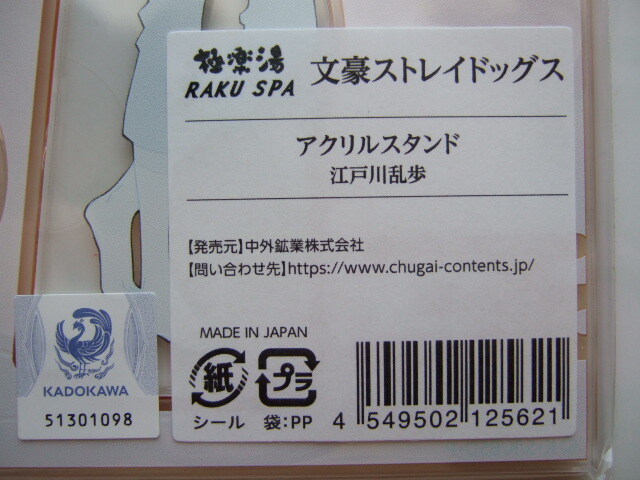 極楽湯
RAKU SPA
文豪ストレイドッグス
アクリルスタンド
江戸川乱歩
【発売元】中外鉱業株式会社
【問い合わせ先】https://www.chugai-contents.jp/
MADE IN JAPAN
紙
プラ
シール
袋:PP
4 549502 125621
KADOKAWA
51301098